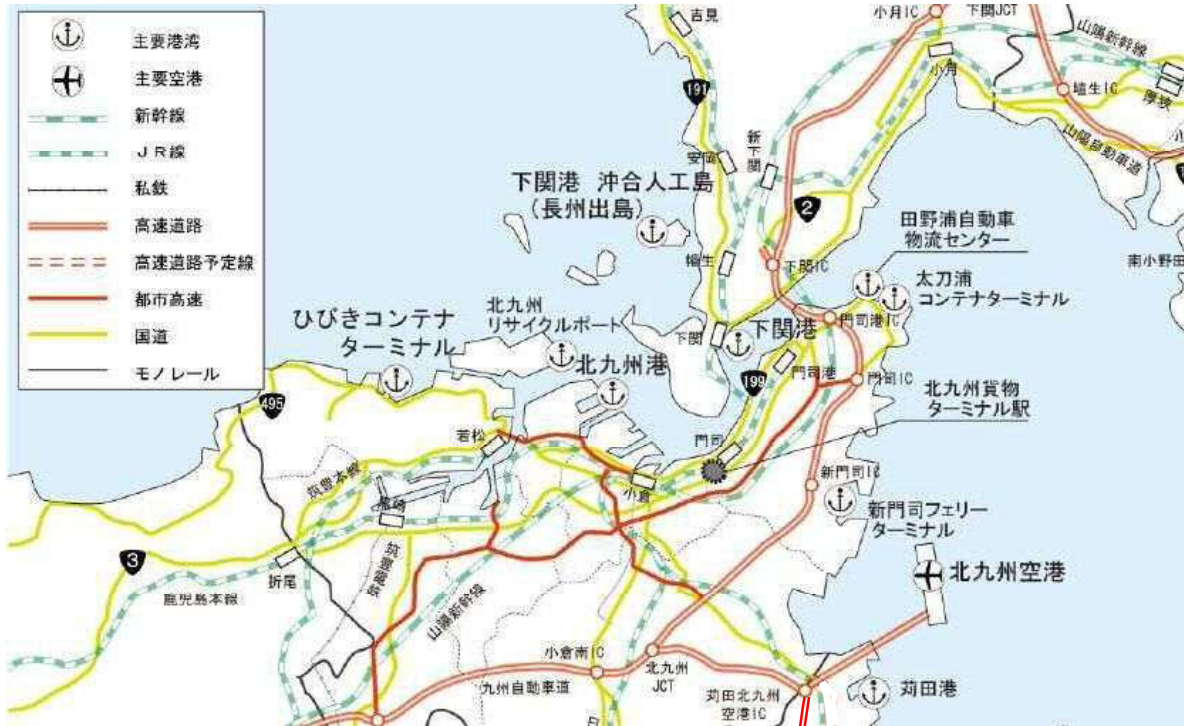 主要港湾
主要空港
新幹線
ＪＲ線
私鉄
高速道路
高速道路予定線
都市高速
国道
モノレール
吉見
小月IC
下関JCT
山陽新幹線
小月
埴生IC
厚狭
山陽自動車道
191
安岡
新下関
2
下関港 沖合人工島
(長州出島)
田野浦自動車
物流センター
幡生
下関IC
南小野田
太刀浦
コンテナターミナル
北九州
リサイクルポート
ひびきコンテナ
ターミナル
下関
下関港
門司港IC
北九州港
門司港
199
門司IC
北九州貨物
ターミナル駅
495
若松
門司
筑豊本線
小倉
新門司IC
黒崎
新門司フェリー
ターミナル
3
折尾
筑豊電鉄
北九州空港
鹿児島本線
山陽新幹線
小倉南IC
北九州
JCT
九州自動車道
苅田北九州
空港IC
苅田港